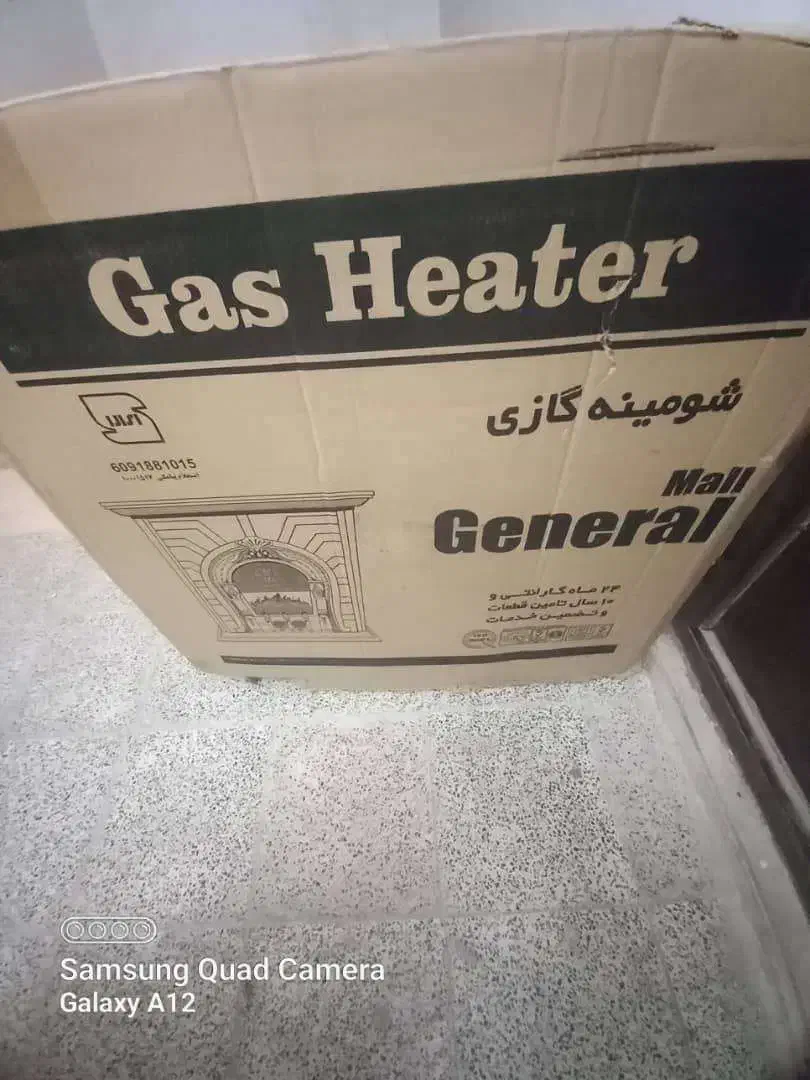 Gas Heater
شومینه گازی
6091881015
Mall
General
۲۴ ماه گارانتی و
۱۰ سال تامین قطعات
و تضمین خدمات
Samsung Quad Camera
Galaxy A12